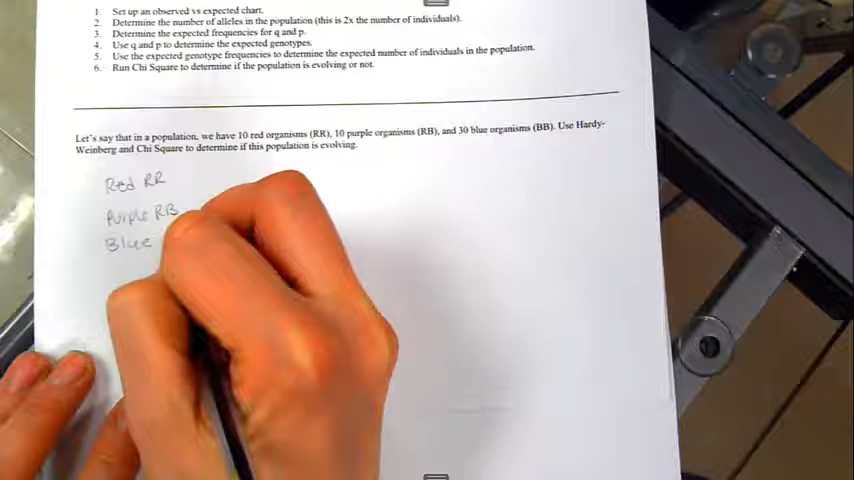 1. Set up an observed vs expected chart.
2. Determine the number of alleles in the population (this is 2x the number of individuals).
3. Determine the expected frequencies for q and p.
4. Use q and p to determine the expected genotypes.
5. Use the expected genotype frequencies to determine the expected number of individuals in the population.
6. Run Chi Square to determine if the population is evolving or not.
Let's say that in a population, we have 10 red organisms (RR), 10 purple organisms (RB), and 30 blue organisms (BB). Use Hardy-
Weinberg and Chi Square to determine if this population is evolving.
Red RR
Purple RB
Blue